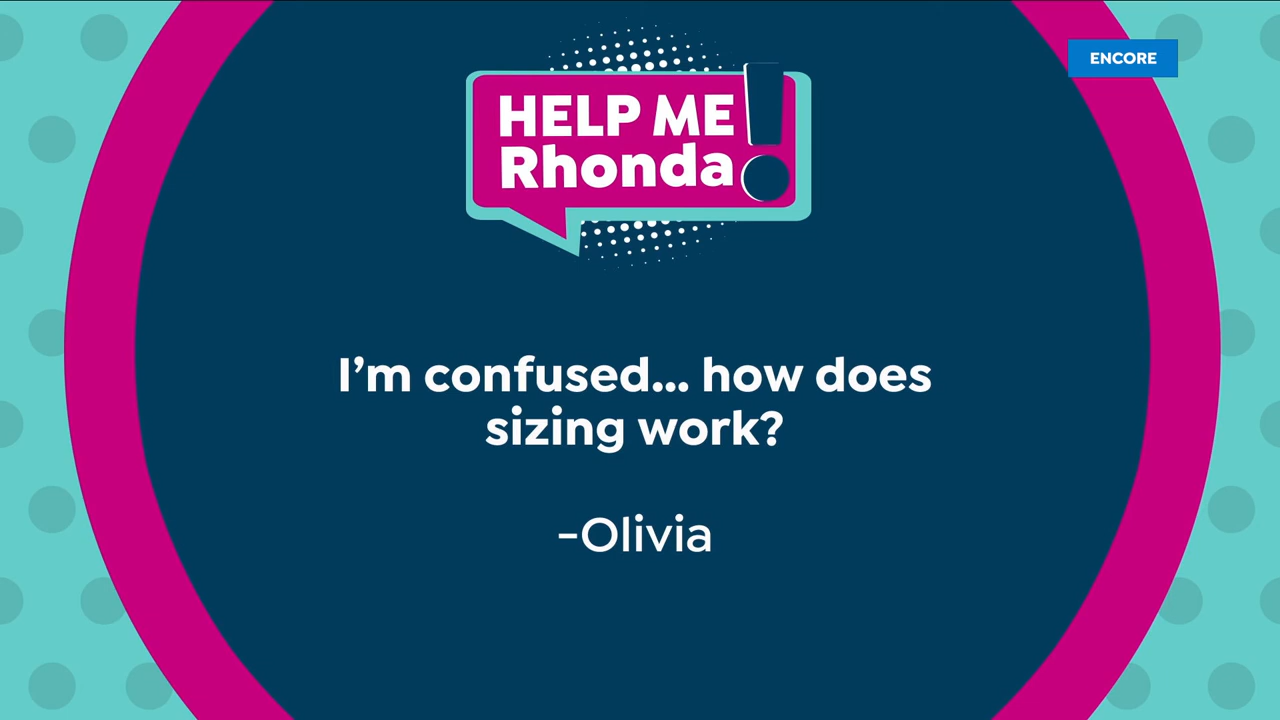 ENCORE
HELP ME
Rhonda!
I'm confused... how does
sizing work?
-Olivia